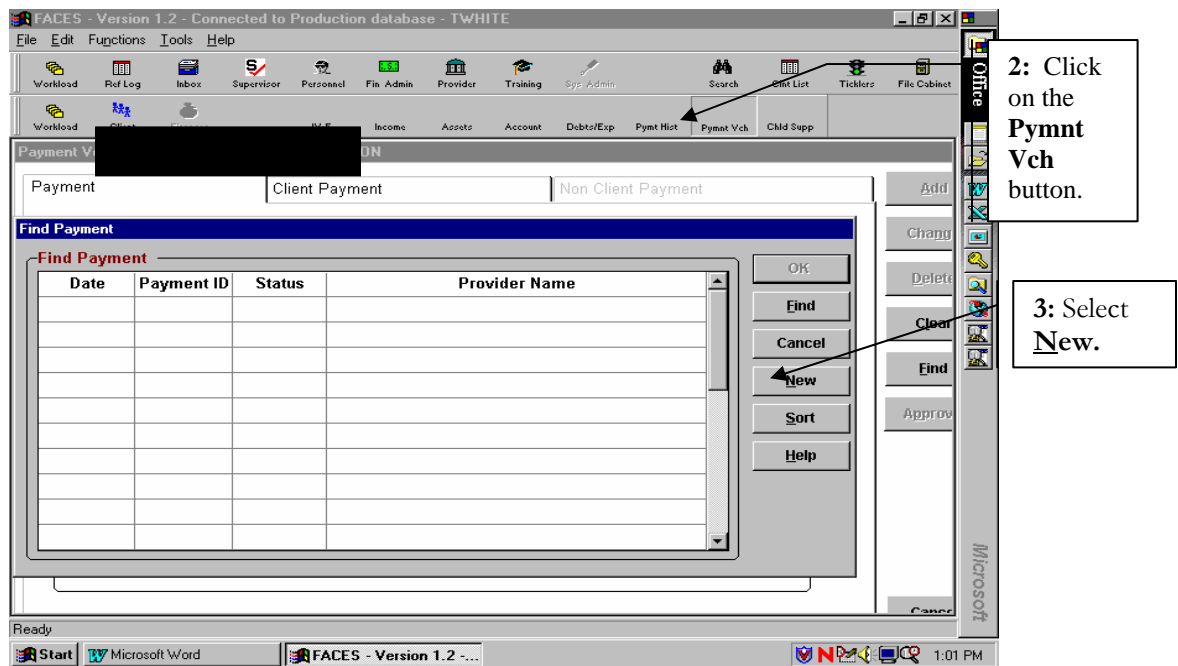 FACES - Version 1.2 - Connected to Production database - TWHITE
File Edit Functions Tools Help
Workload Ref Log Inbox Supervisor Personnel Fin Admin Provider Training Sys Admin Search Clnt List Ticklers File Cabinet
Workload Income Assets Account Debts/Exp Pymt Hist Pymnt Vch Chld Supp
Payment V ON
Payment Client Payment Non Client Payment
Add
Chang
Delete
Clear
Find
Approv
Cance
Find Payment
Find Payment
Date Payment ID Status Provider Name
OK
Find
Cancel
New
Sort
Help
Ready
Start Microsoft Word FACES - Version 1.2 -... 1:01 PM
Office
Microsoft
2: Click
on the
Pymnt
Vch
button.
3: Select
New.